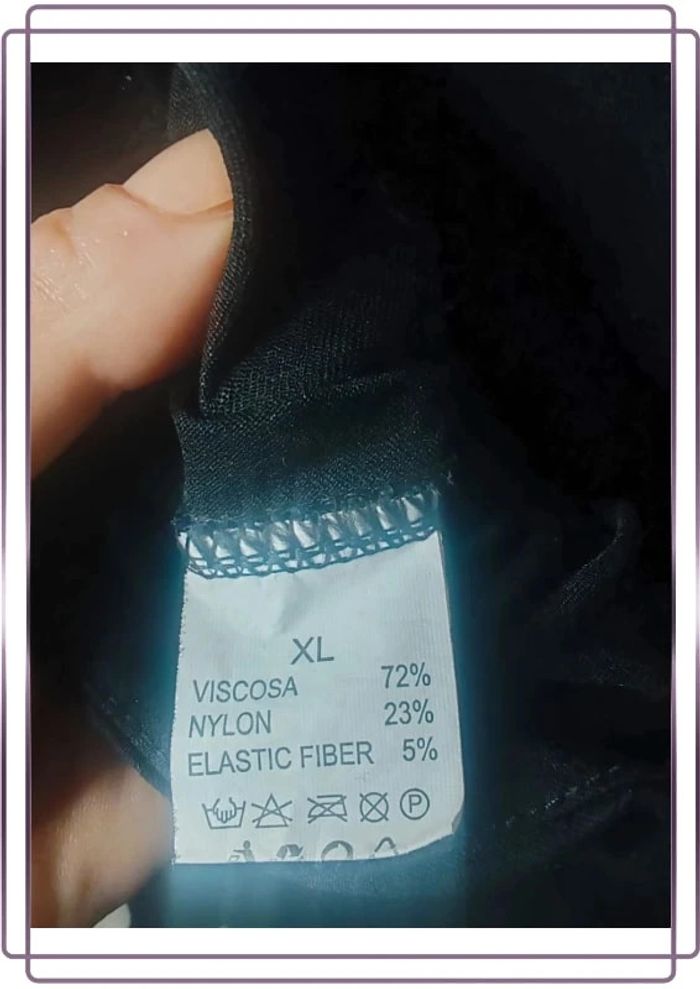 XL
VISCOSA 72%
NYLON 23%
ELASTIC FIBER 5%
P